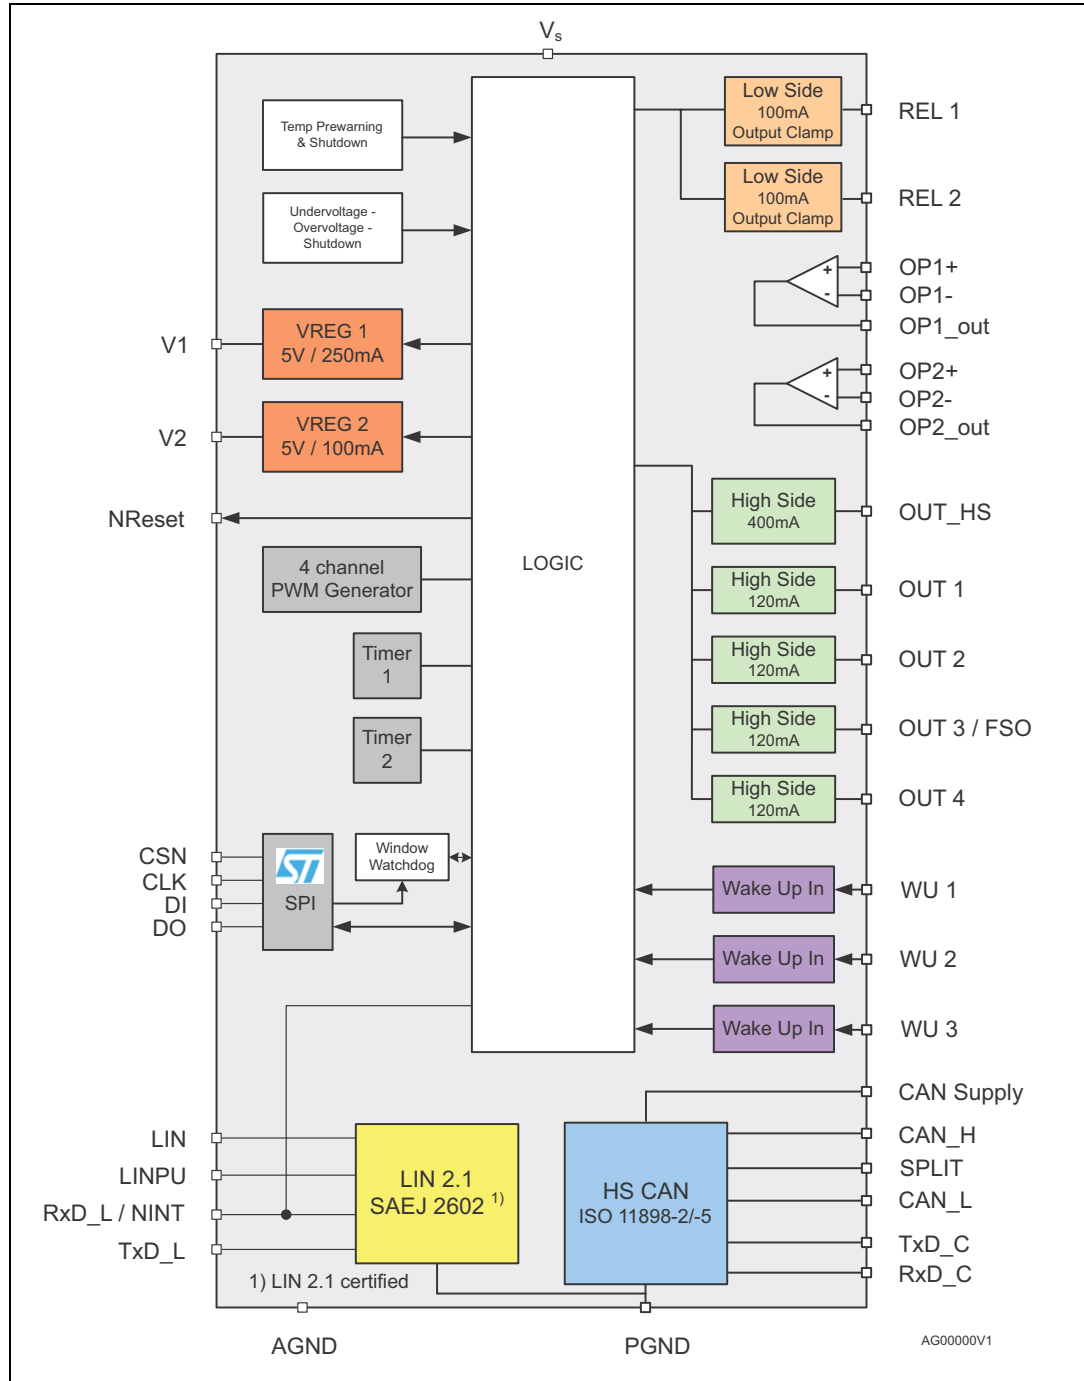 Vs
Temp Prewarning
& Shutdown
Undervoltage -
Overvoltage -
Shutdown
VREG 1
5V / 250mA
VREG 2
5V / 100mA
V1
V2
NReset
4 channel
PWM Generator
Timer
1
Timer
2
CSN
CLK
DI
DO
ST
SPI
Window
Watchdog
LOGIC
Low Side
100mA
Output Clamp
REL 1
Low Side
100mA
Output Clamp
REL 2
+
-
OP1+
OP1-
OP1_out
+
-
OP2+
OP2-
OP2_out
High Side
400mA
OUT_HS
High Side
120mA
OUT 1
High Side
120mA
OUT 2
High Side
120mA
OUT 3 / FSO
High Side
120mA
OUT 4
Wake Up In
WU 1
Wake Up In
WU 2
Wake Up In
WU 3
LIN
LINPU
RxD_L / NINT
TxD_L
LIN 2.1
SAEJ 2602 1)
1) LIN 2.1 certified
HS CAN
ISO 11898-2/-5
CAN Supply
CAN_H
SPLIT
CAN_L
TxD_C
RxD_C
AGND
PGND
AG00000V1